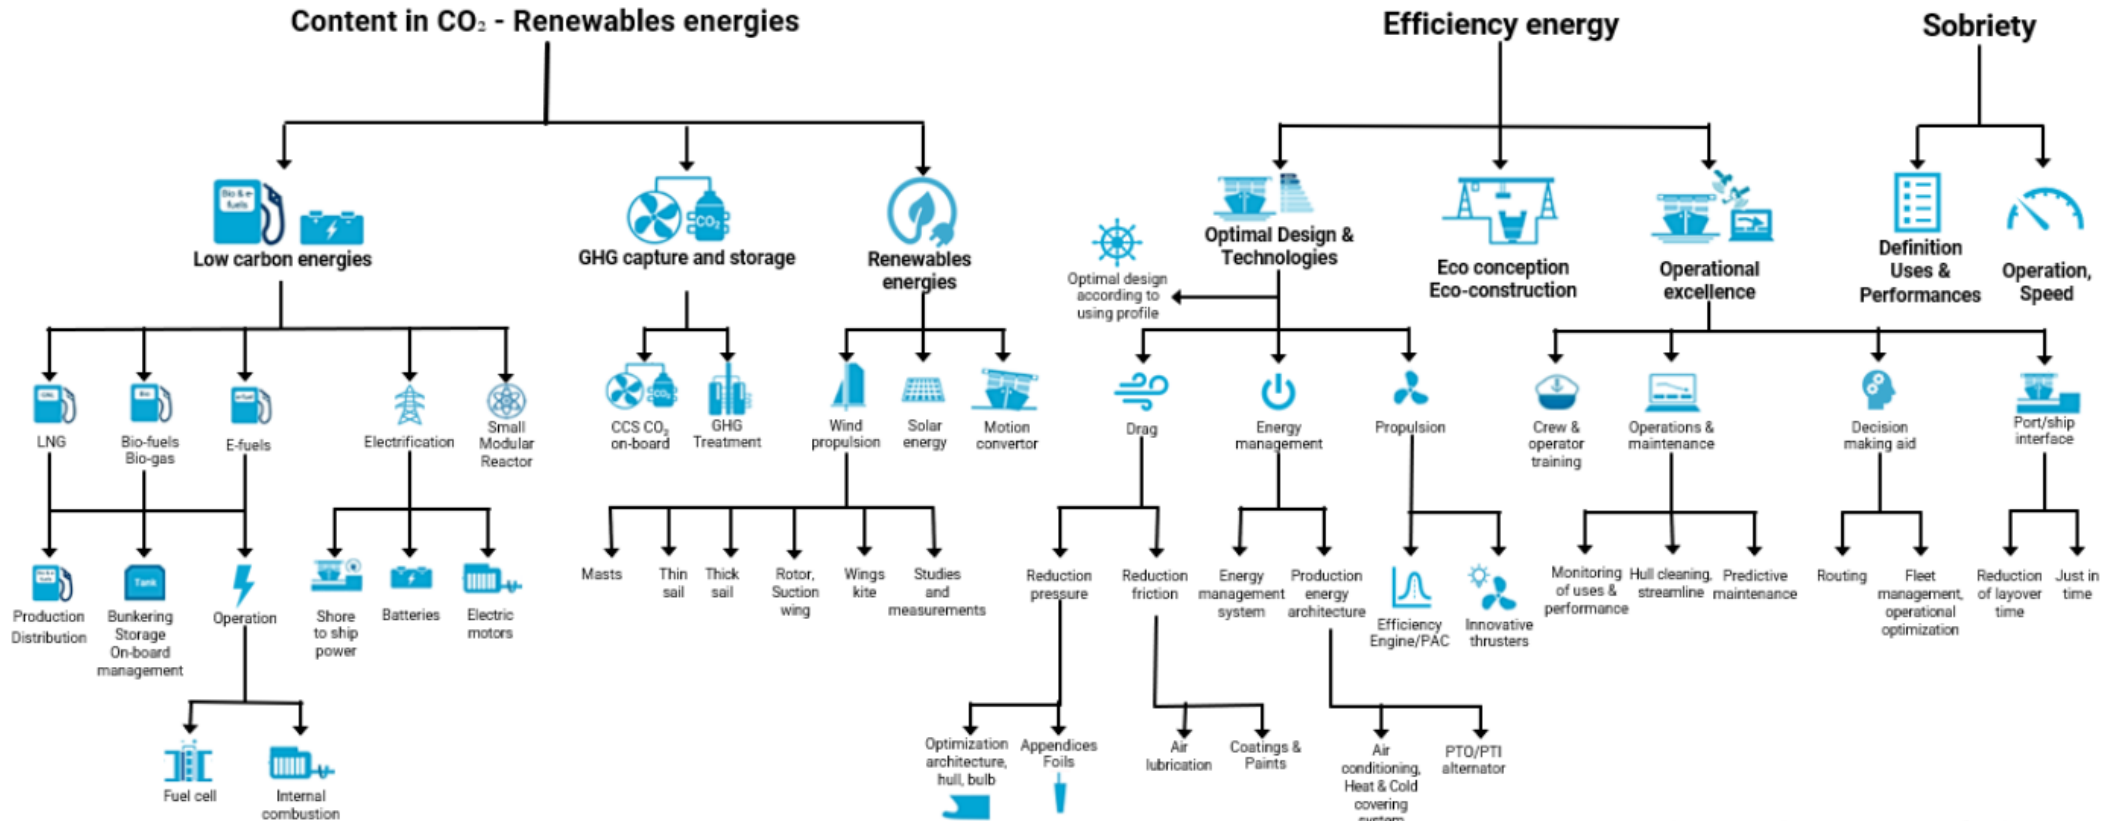 Content in CO₂ - Renewables energies
Efficiency energy
Sobriety
Bio & e-
fuels
Low carbon energies
CO₂
GHG capture and storage
Renewables
energies
Optimal design
according to
using profile
Optimal Design &
Technologies
Eco conception
Eco-construction
Operational
excellence
Definition
Uses &
Performances
Operation,
Speed
LNG
Bio
Bio-fuels
Bio-gas
e-fuel
E-fuels
Electrification
Small
Modular
Reactor
CO₂
CCS CO₂
on-board
GHG
Treatment
Wind
propulsion
Solar
energy
Motion
convertor
Drag
Energy
management
Propulsion
Crew &
operator
training
Operations &
maintenance
Decision
making aid
Port/ship
interface
Production
Distribution
Tank
Bunkering
Storage
On-board
management
Operation
Shore
to ship
power
Batteries
Electric
motors
Masts
Thin
sail
Thick
sail
Rotor,
Suction
wing
Wings
kite
Studies
and
measurements
Reduction
pressure
Reduction
friction
Energy
management
system
Production
energy
architecture
Efficiency
Engine/PAC
Innovative
thrusters
Monitoring
of uses &
performance
Hull cleaning,
streamline
Predictive
maintenance
Routing
Fleet
management,
operational
optimization
Reduction
of layover
time
Just in
time
Fuel cell
Internal
combustion
Optimization
architecture,
hull, bulb
Appendices
Foils
Air
lubrication
Coatings &
Paints
Air
conditioning,
Heat & Cold
covering
system
PTO/PTI
alternator